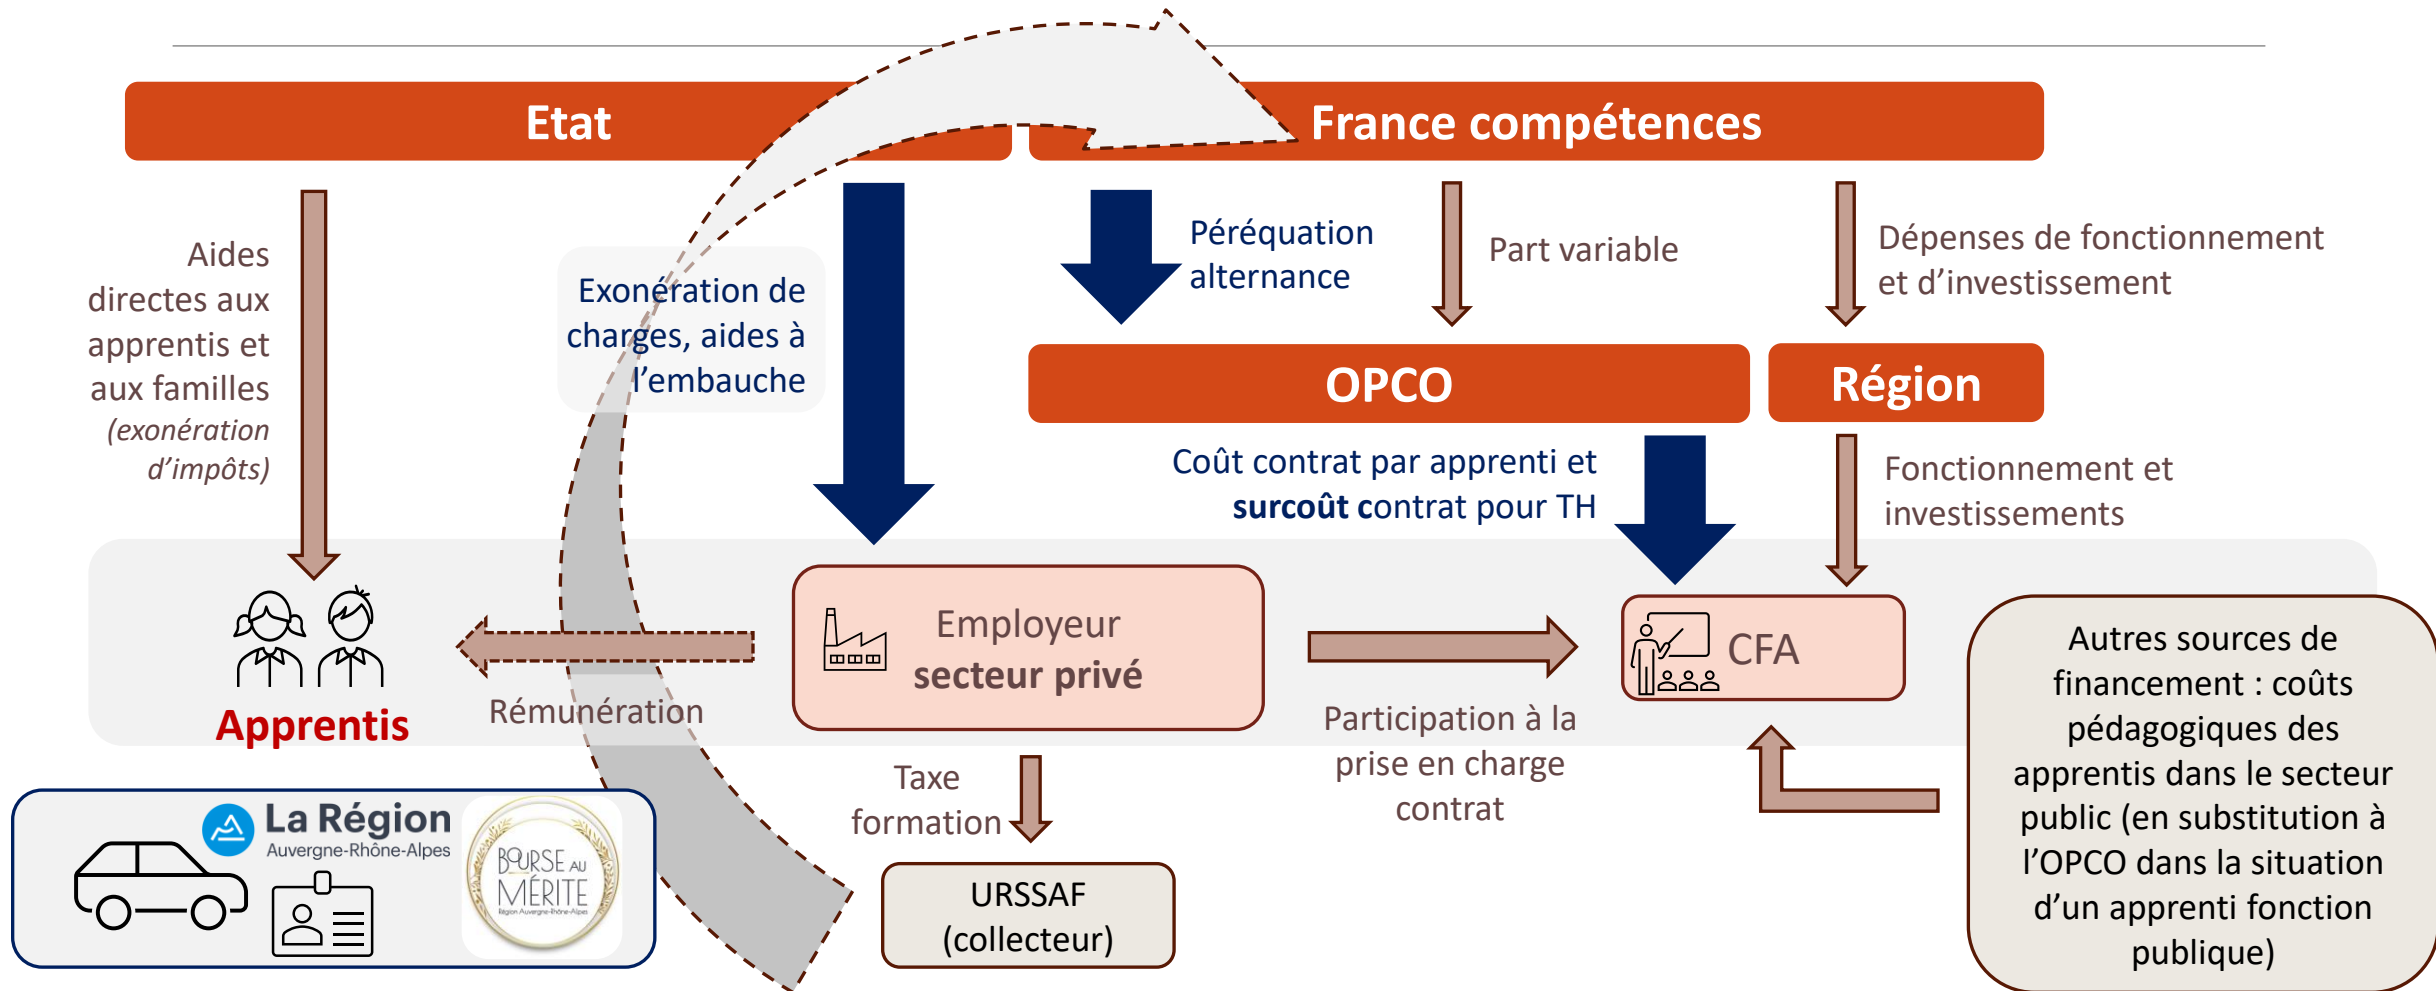 Etat
France compétences
Aides
directes aux
apprentis et
aux familles
(exonération
d’impôts)
Exonération de
charges, aides à
l’embauche
Péréquation
alternance
Part variable
Dépenses de fonctionnement
et d’investissement
OPCO
Région
Coût contrat par apprenti et
surcoût contrat pour TH
Fonctionnement et
investissements
Apprentis
Rémunération
Employeur
secteur privé
Participation à la
prise en charge
contrat
CFA
Autres sources de
financement : coûts
pédagogiques des
apprentis dans le secteur
public (en substitution à
l’OPCO dans la situation
d’un apprenti fonction
publique)
Taxe
formation
URSSAF
(collecteur)
La Région
Auvergne-Rhône-Alpes
BOURSE AU
MÉRITE
Région Auvergne-Rhône-Alpes